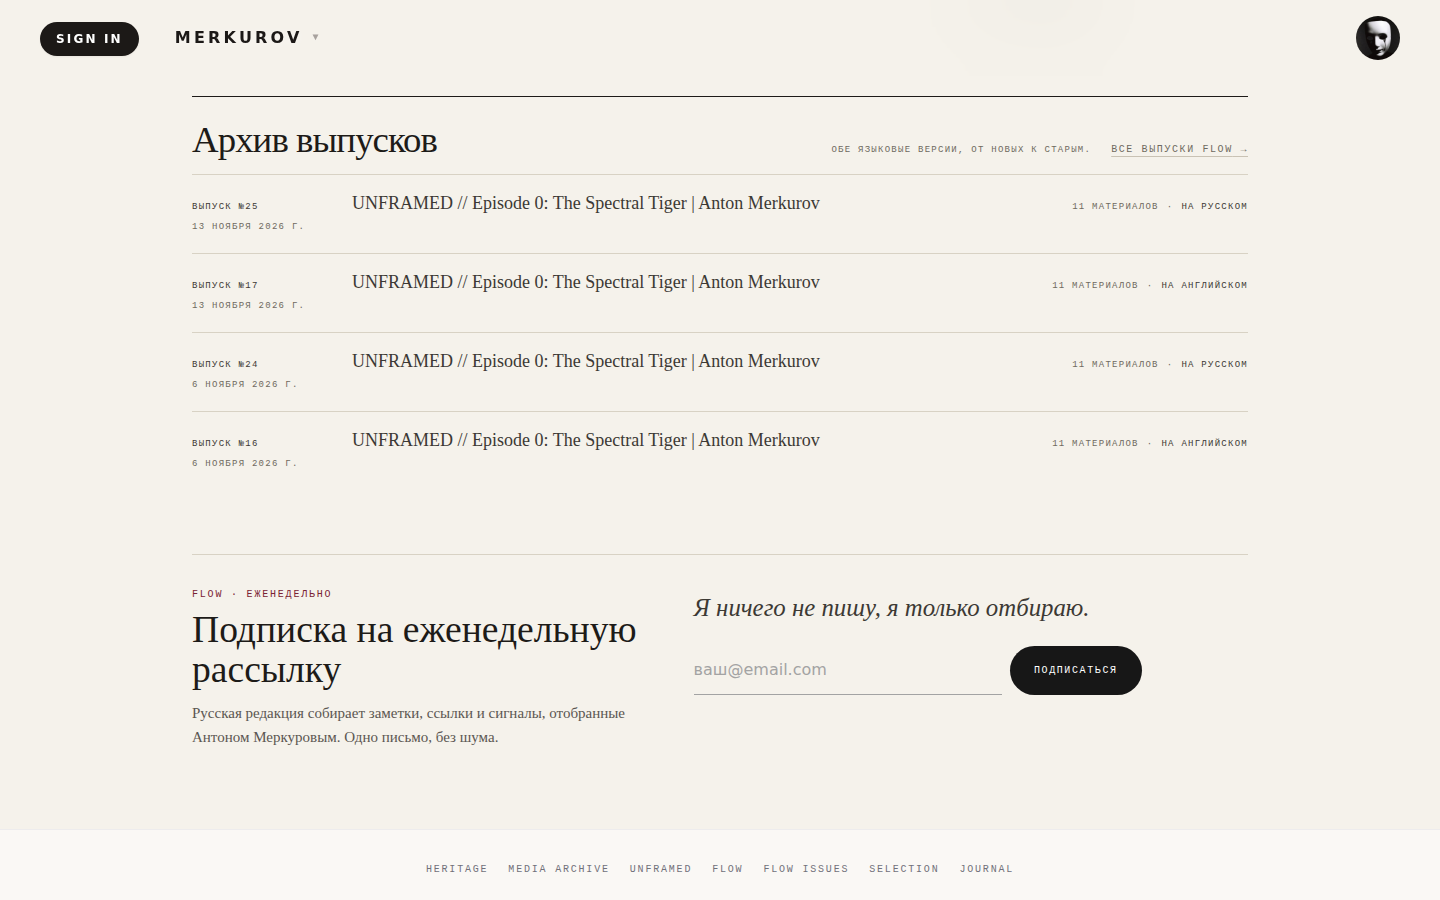 SIGN IN
MERKUROV ▼
Архив выпусков
ОБЕ ЯЗЫКОВЫЕ ВЕРСИИ, ОТ НОВЫХ К СТАРЫМ. ВСЕ ВЫПУСКИ FLOW →
ВЫПУСК №25
UNFRAMED // Episode 0: The Spectral Tiger | Anton Merkurov
11 МАТЕРИАЛОВ · НА РУССКОМ
13 НОЯБРЯ 2026 Г.
ВЫПУСК №17
UNFRAMED // Episode 0: The Spectral Tiger | Anton Merkurov
11 МАТЕРИАЛОВ · НА АНГЛИЙСКОМ
13 НОЯБРЯ 2026 Г.
ВЫПУСК №24
UNFRAMED // Episode 0: The Spectral Tiger | Anton Merkurov
11 МАТЕРИАЛОВ · НА РУССКОМ
6 НОЯБРЯ 2026 Г.
ВЫПУСК №16
UNFRAMED // Episode 0: The Spectral Tiger | Anton Merkurov
11 МАТЕРИАЛОВ · НА АНГЛИЙСКОМ
6 НОЯБРЯ 2026 Г.
FLOW · ЕЖЕНЕДЕЛЬНО
Подписка на еженедельную
рассылку
Русская редакция собирает заметки, ссылки и сигналы, отобранные
Антоном Меркуровым. Одно письмо, без шума.
Я ничего не пишу, я только отбираю.
ваш@email.com
ПОДПИСАТЬСЯ
HERITAGE MEDIA ARCHIVE UNFRAMED FLOW FLOW ISSUES SELECTION JOURNAL